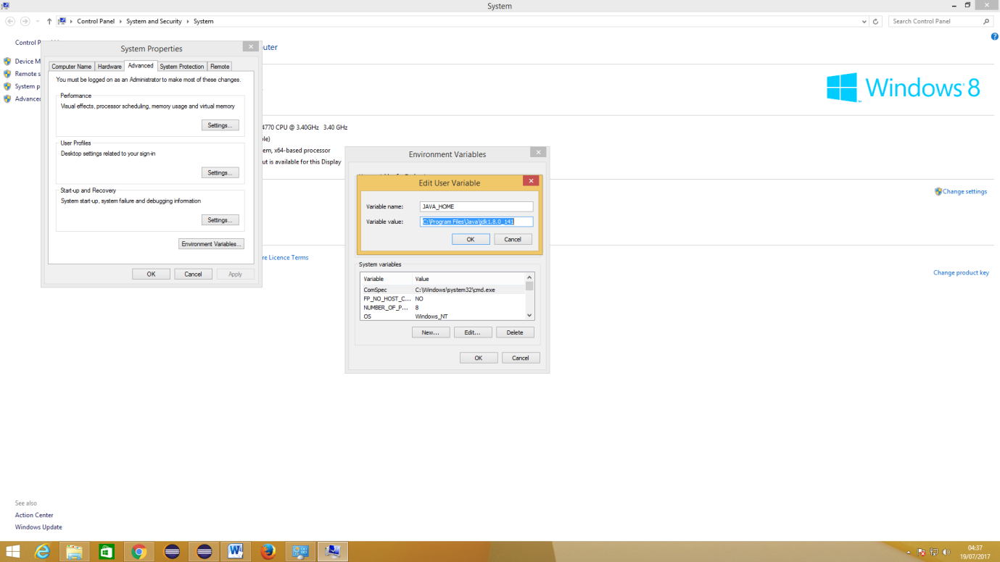 System
Control Panel
System and Security
System
Search Control Panel
Control P
Device M
Remote s
System p
Advanced
uter
Windows 8
4770 CPU @ 3.40GHz 3.40 GHz
ble)
em, x64-based processor
ut is available for this Display
Change settings
re Licence Terms
Change product key
System Properties
Computer Name
Hardware
Advanced
System Protection
Remote
You must be logged on as an Administrator to make most of these changes.
Performance
Visual effects, processor scheduling, memory usage and virtual memory
Settings...
User Profiles
Desktop settings related to your sign-in
Settings...
Start-up and Recovery
System start-up, system failure and debugging information
Settings...
Environment Variables...
OK
Cancel
Apply
Environment Variables
Edit User Variable
Variable name:
JAVA_HOME
Variable value:
C:\Program Files\Java\jdk1.8.0_141
OK
Cancel
System variables
Variable
Value
ComSpec
C:\Windows\system32\cmd.exe
FP_NO_HOST_C...
NO
NUMBER_OF_P...
8
OS
Windows_NT
New...
Edit...
Delete
OK
Cancel
See also
Action Center
Windows Update
04:37
19/07/2017